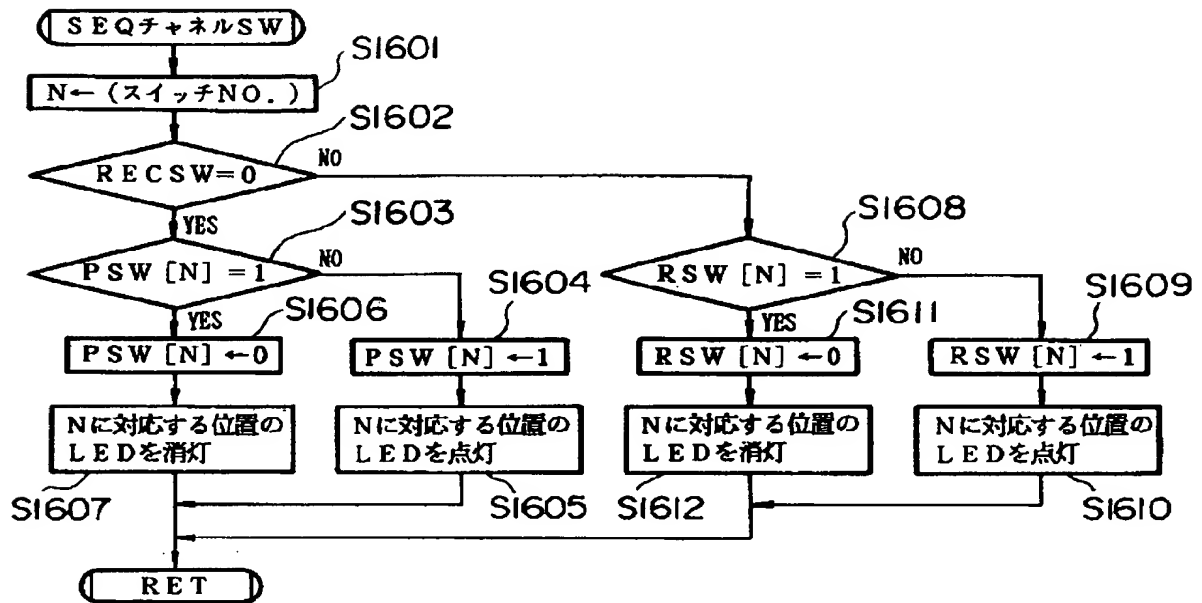 SEQチャネルSW
S1601
N←(スイッチNO.)
S1602
RECSW=0
NO
YES
S1603
PSW[N]=1
NO
YES
S1604
S1606
PSW[N]←0
PSW[N]←1
Nに対応する位置の
LEDを消灯
S1607
Nに対応する位置の
LEDを点灯
S1605
S1608
RSW[N]=1
NO
YES
S1609
S1611
RSW[N]←0
RSW[N]←1
Nに対応する位置の
LEDを消灯
S1612
Nに対応する位置の
LEDを点灯
S1610
RET